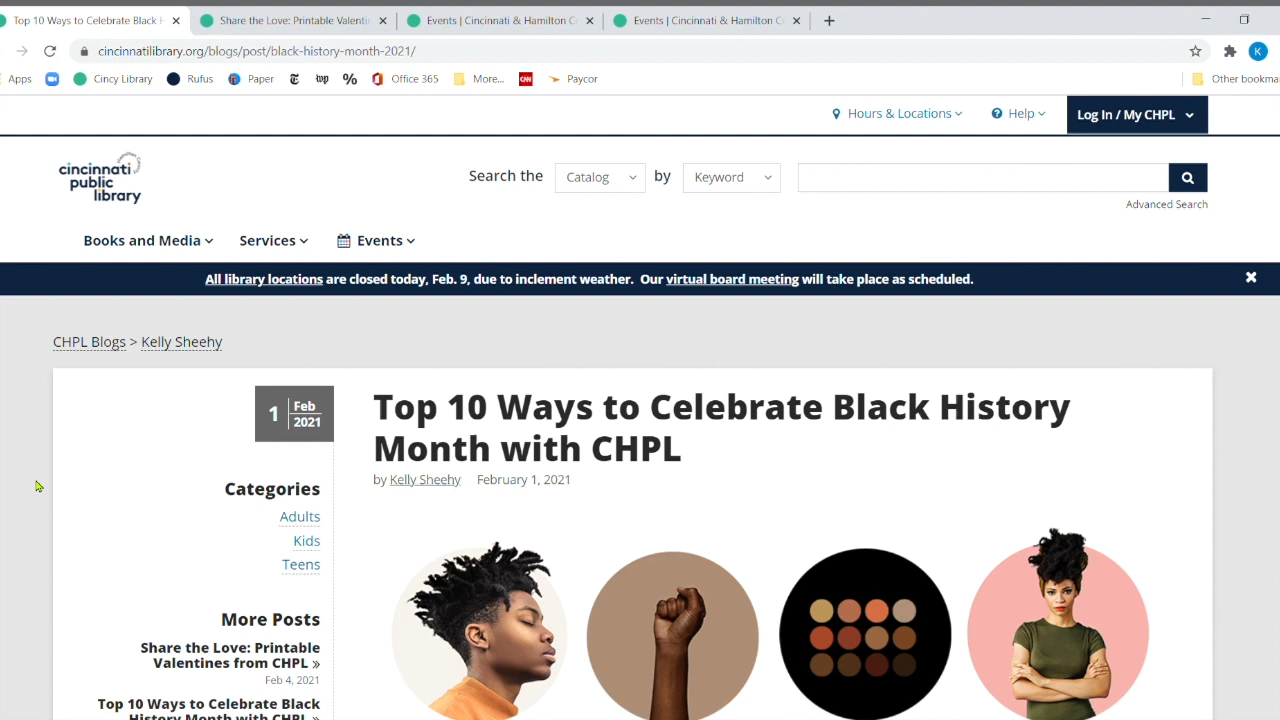 Top 10 Ways to Celebrate Black H
Share the Love: Printable Valentin
Events | Cincinnati & Hamilton C
Events | Cincinnati & Hamilton C
cincinnatilibrary.org/blogs/post/black-history-month-2021/
K
Apps
Cincy Library
Rufus
Paper
Office 365
More...
CNN
Paycor
Other bookma
Hours & Locations
Help
Log In / My CHPL
cincinnati
public
library
Search the
Catalog
by
Keyword
Advanced Search
Books and Media
Services
Events
All library locations are closed today, Feb. 9, due to inclement weather. Our virtual board meeting will take place as scheduled.
CHPL Blogs > Kelly Sheehy
1 Feb
2021
Top 10 Ways to Celebrate Black History
Month with CHPL
by Kelly Sheehy February 1, 2021
Categories
Adults
Kids
Teens
More Posts
Share the Love: Printable
Valentines from CHPL »
Feb 4, 2021
Top 10 Ways to Celebrate Black
History Month with CHPL »